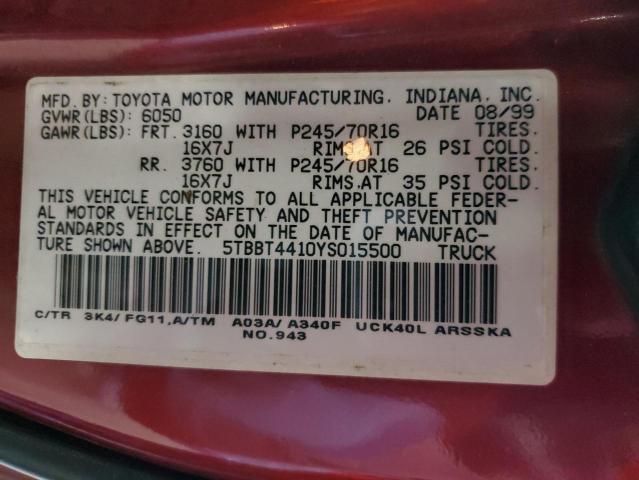 MFD. BY: TOYOTA MOTOR MANUFACTURING, INDIANA, INC.
GVWR(LBS): 6050 DATE 08/99
GAWR(LBS): FRT. 3160 WITH P245/70R16 TIRES,
16X7J RIMS,AT 26 PSI COLD.
RR. 3760 WITH P245/70R16 TIRES,
16X7J RIMS,AT 35 PSI COLD.
THIS VEHICLE CONFORMS TO ALL APPLICABLE FEDER-
AL MOTOR VEHICLE SAFETY AND THEFT PREVENTION
STANDARDS IN EFFECT ON THE DATE OF MANUFAC-
TURE SHOWN ABOVE. 5TBBT4410YS015500 TRUCK
C/TR 3K4/ FG11,A/TM A03A/ A340F UCK40L ARSSKA
NO.943